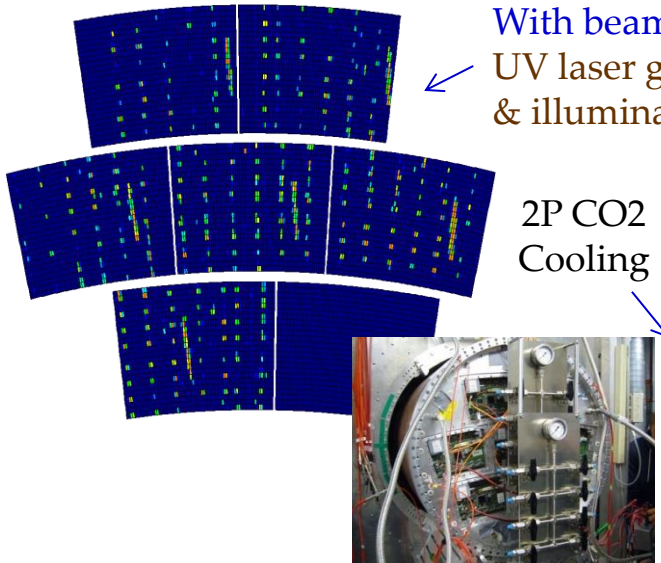 With beam
UV laser g
& illumina
2P CO2
Cooling